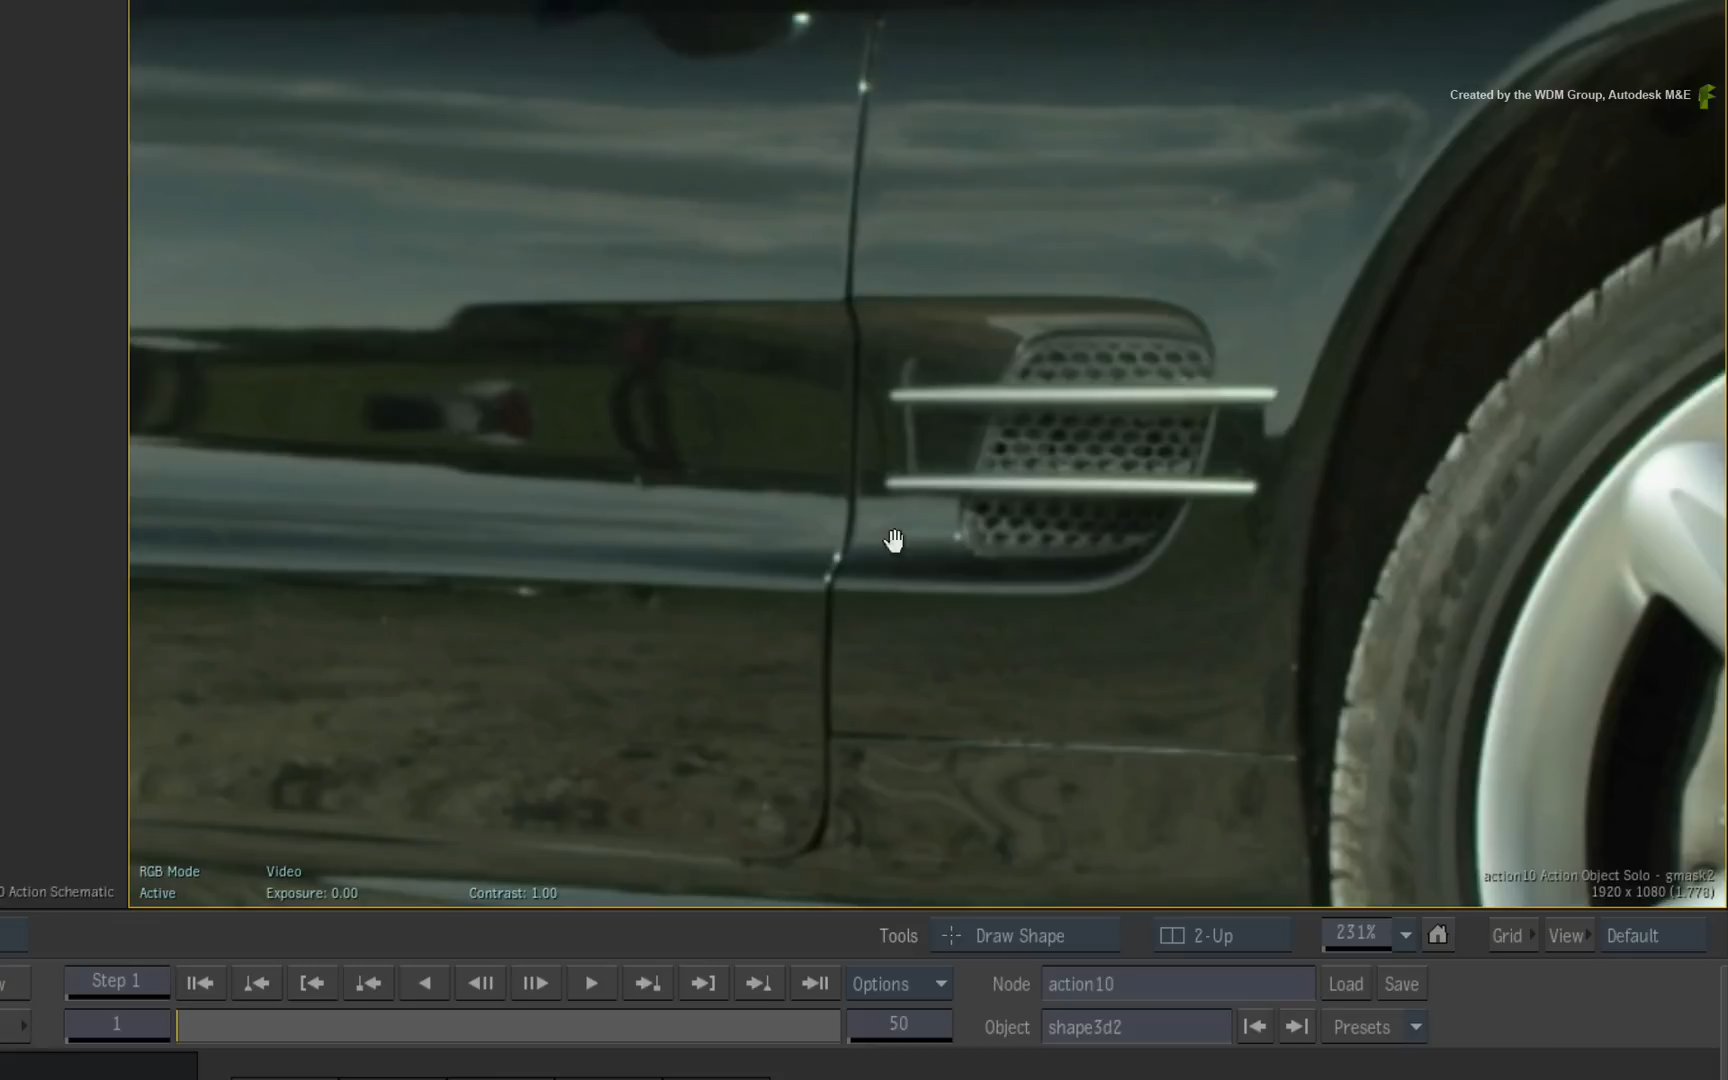 Created by the WDM Group, Autodesk M&E
RGB Mode Video
Active Exposure: 0.00 Contrast: 1.00
action10 Action Object Solo - gmask2
1920 x 1080 (1.778)
0 Action Schematic
Tools Draw Shape 2-Up 231% Grid View Default
Step 1 Options Node action10 Load Save
1 50 Object shape3d2 Presets